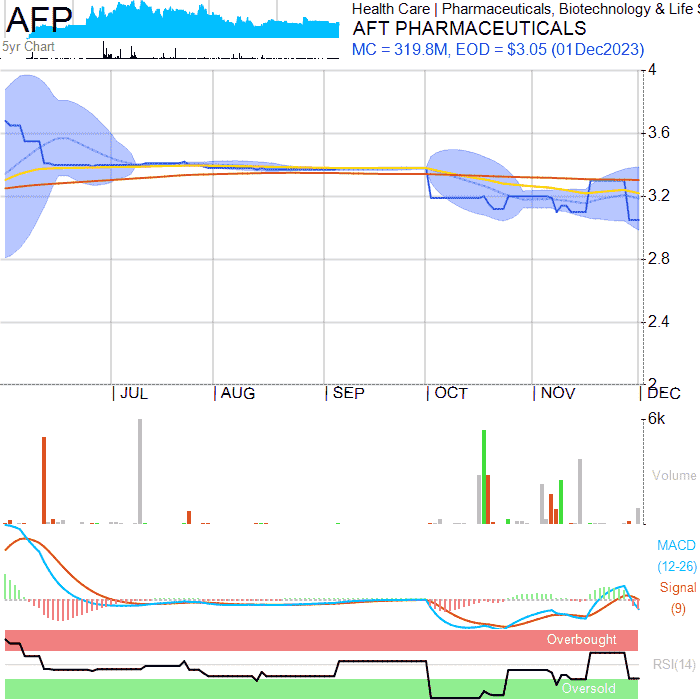 AFP
5yr Chart
Health Care | Pharmaceuticals, Biotechnology & Life S
AFT PHARMACEUTICALS
MC = 319.8M, EOD = $3.05 (01Dec2023)
4
3.6
3.2
2.8
2.4
2
JUL AUG SEP OCT NOV DEC
6k
Volume
MACD
(12-26)
Signal
(9)
Overbought
RSI(14)
Oversold